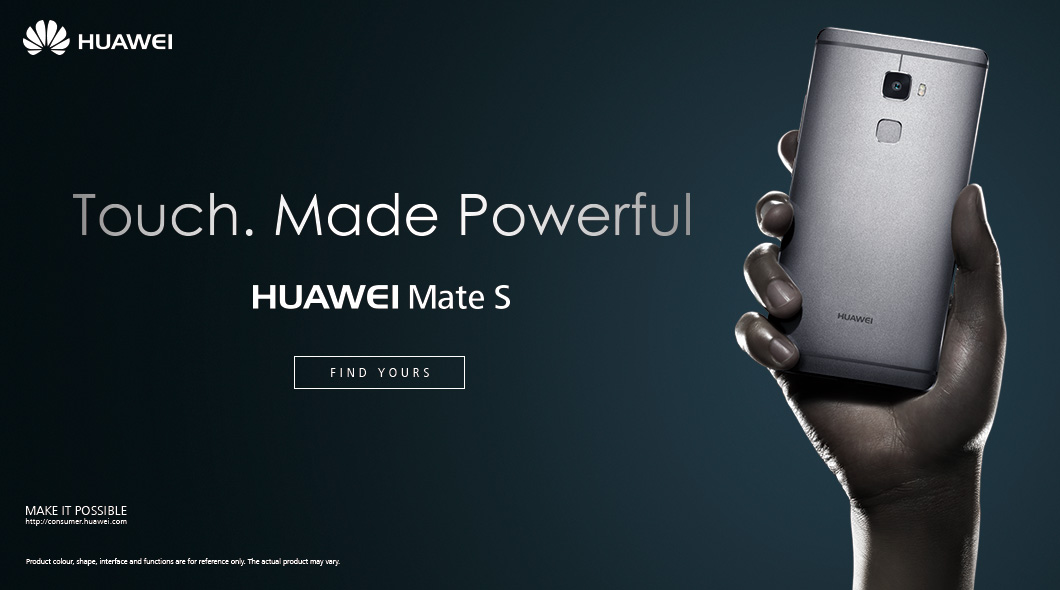 HUAWEI
Touch. Made Powerful
HUAWEI Mate S
FIND YOURS
HUAWEI
MAKE IT POSSIBLE
http://consumer.huawei.com
Product colour, shape, interface and functions are for reference only. The actual product may vary.